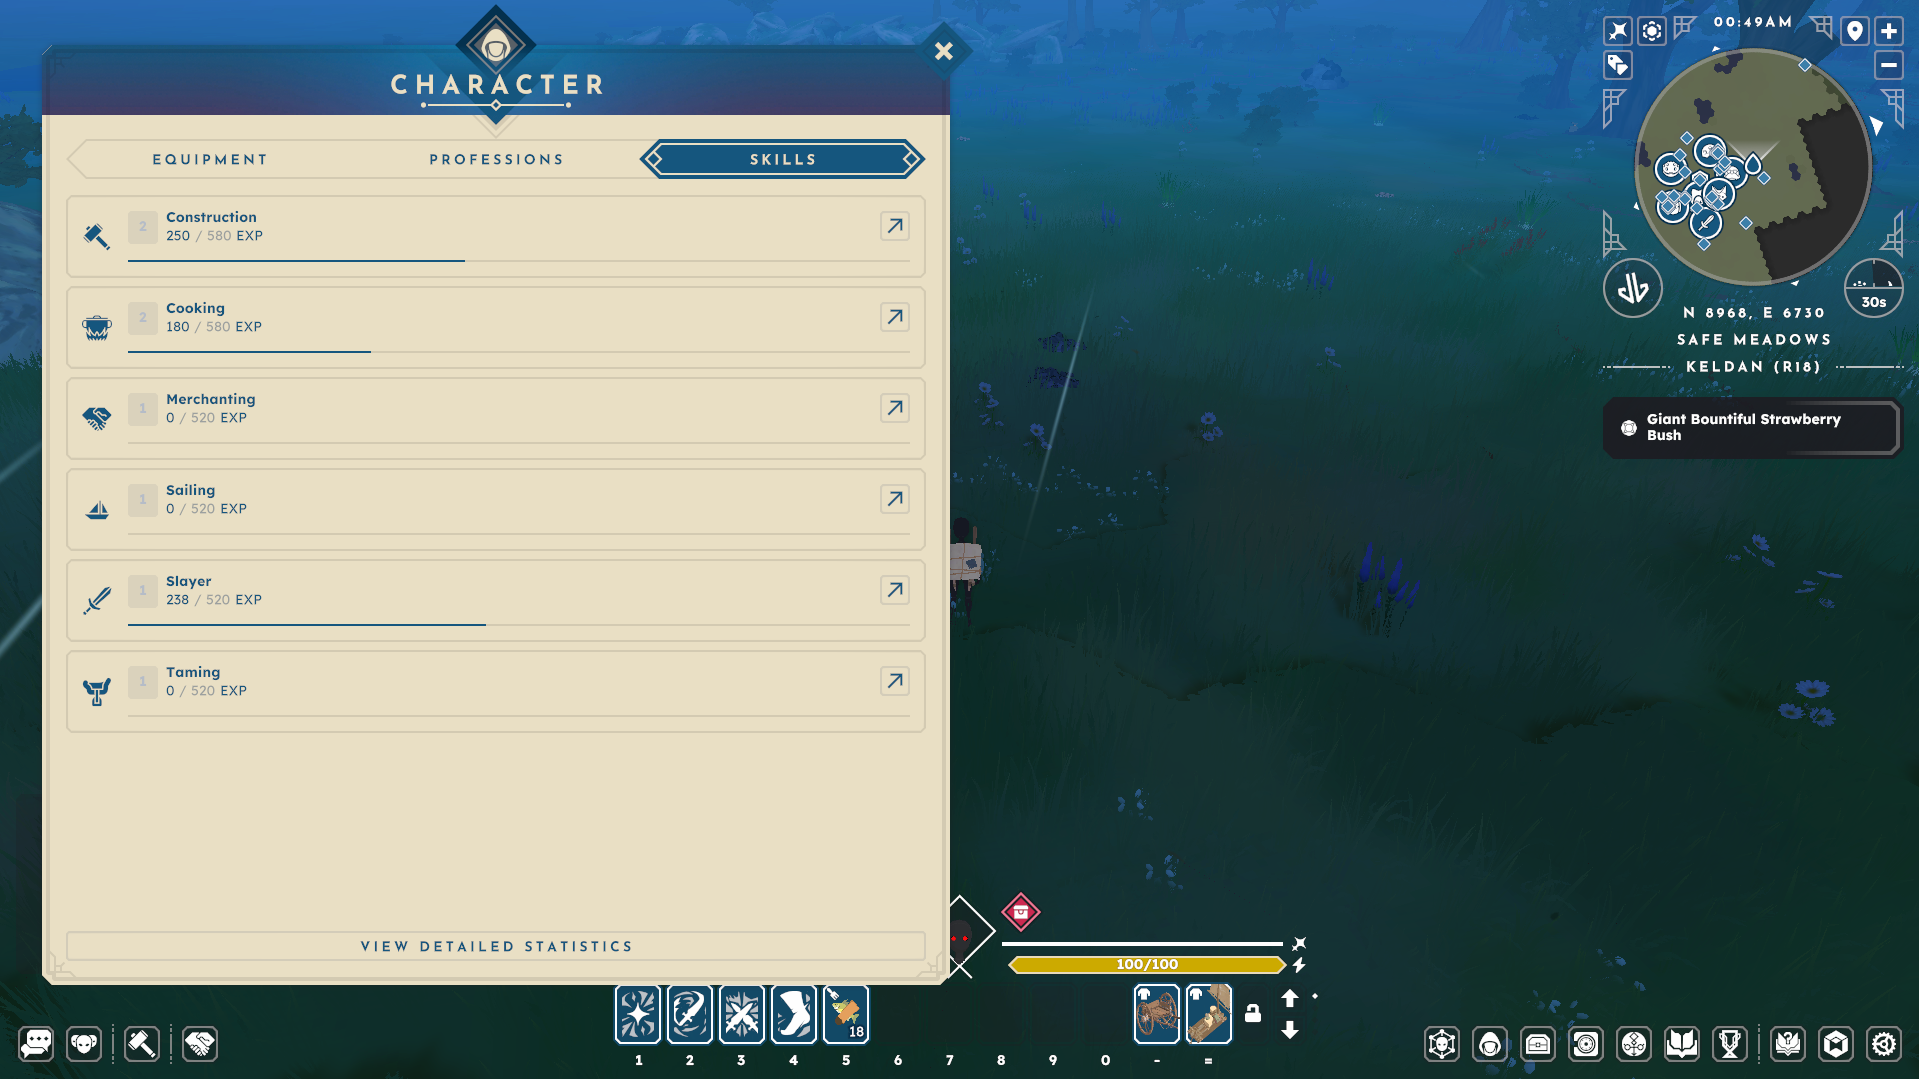 CHARACTER
EQUIPMENT
PROFESSIONS
SKILLS
2
Construction
250 / 580 EXP
2
Cooking
180 / 580 EXP
1
Merchanting
0 / 520 EXP
1
Sailing
0 / 520 EXP
1
Slayer
238 / 520 EXP
1
Taming
0 / 520 EXP
VIEW DETAILED STATISTICS
00:49AM
30s
N 8968, E 6730
SAFE MEADOWS
KELDAN (R18)
Giant Bountiful Strawberry
Bush
100/100
18
1 2 3 4 5 6 7 8 9 0 - =